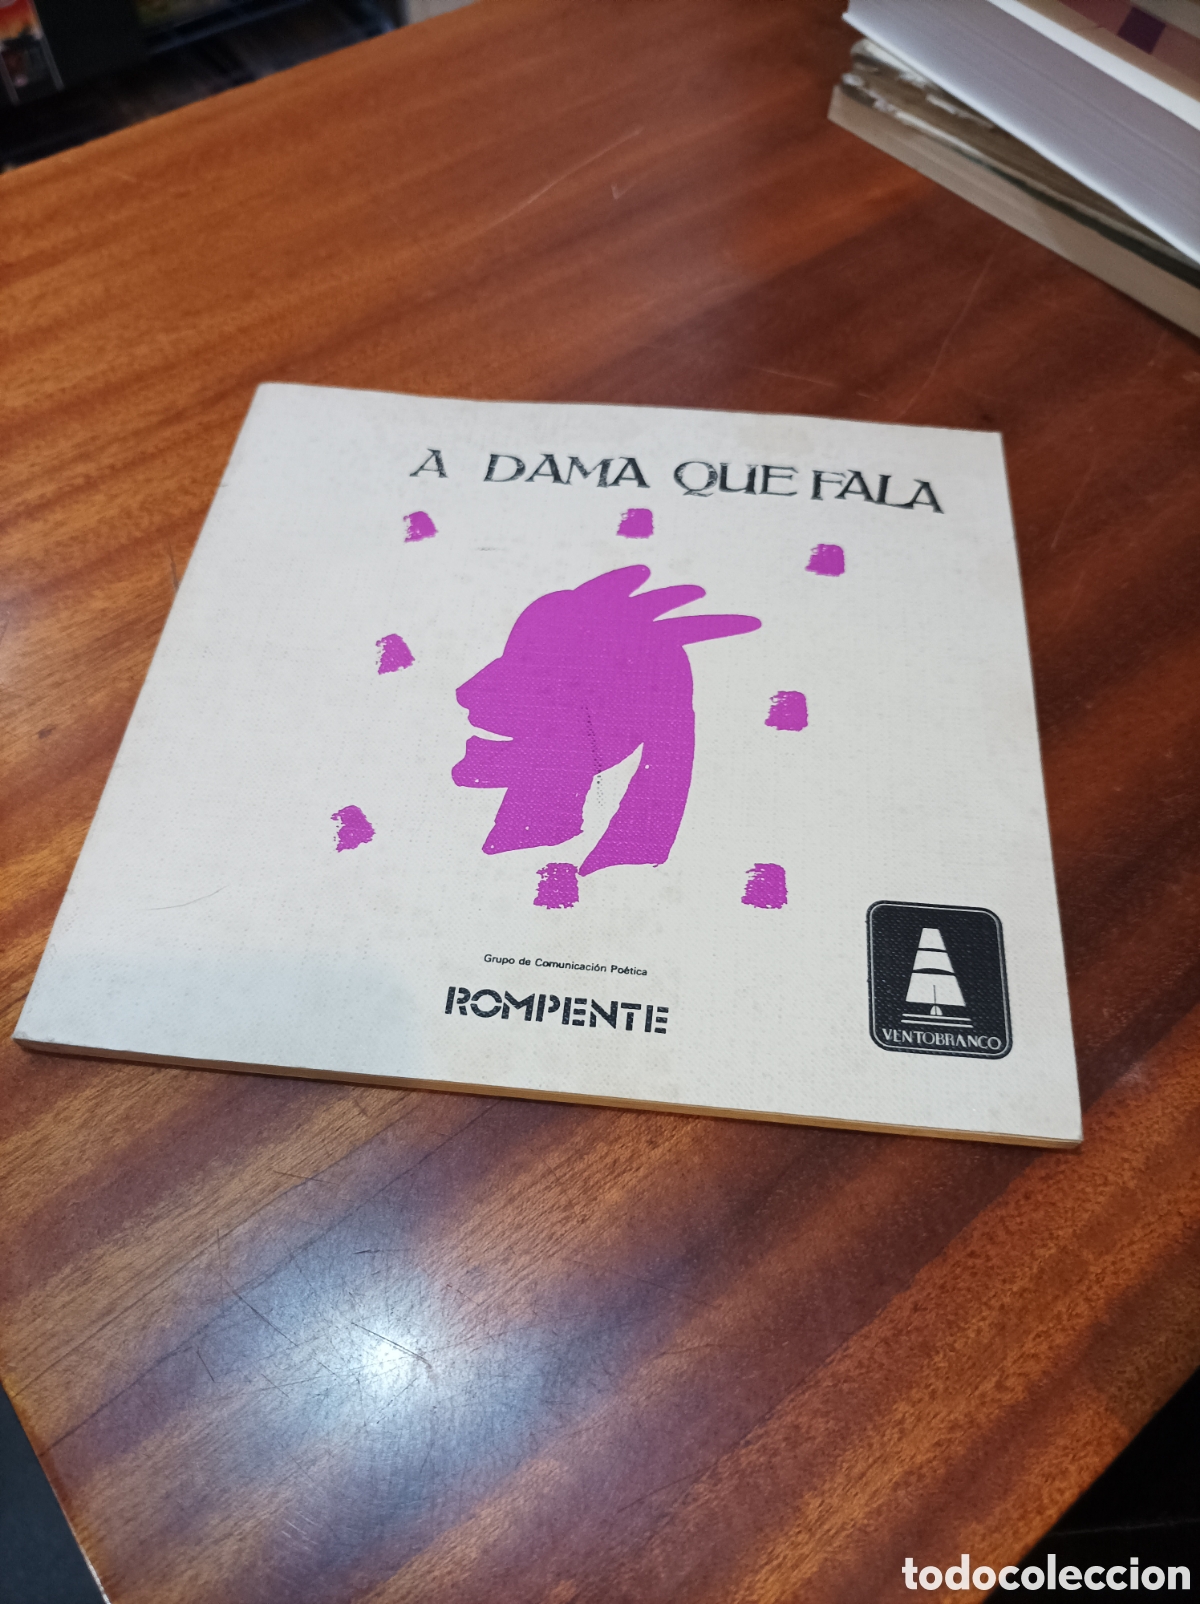 A DAMA QUE FALA
Grupo de Comunicación Poética
ROMPENTE
VENTOBRANCO
todocoleccion